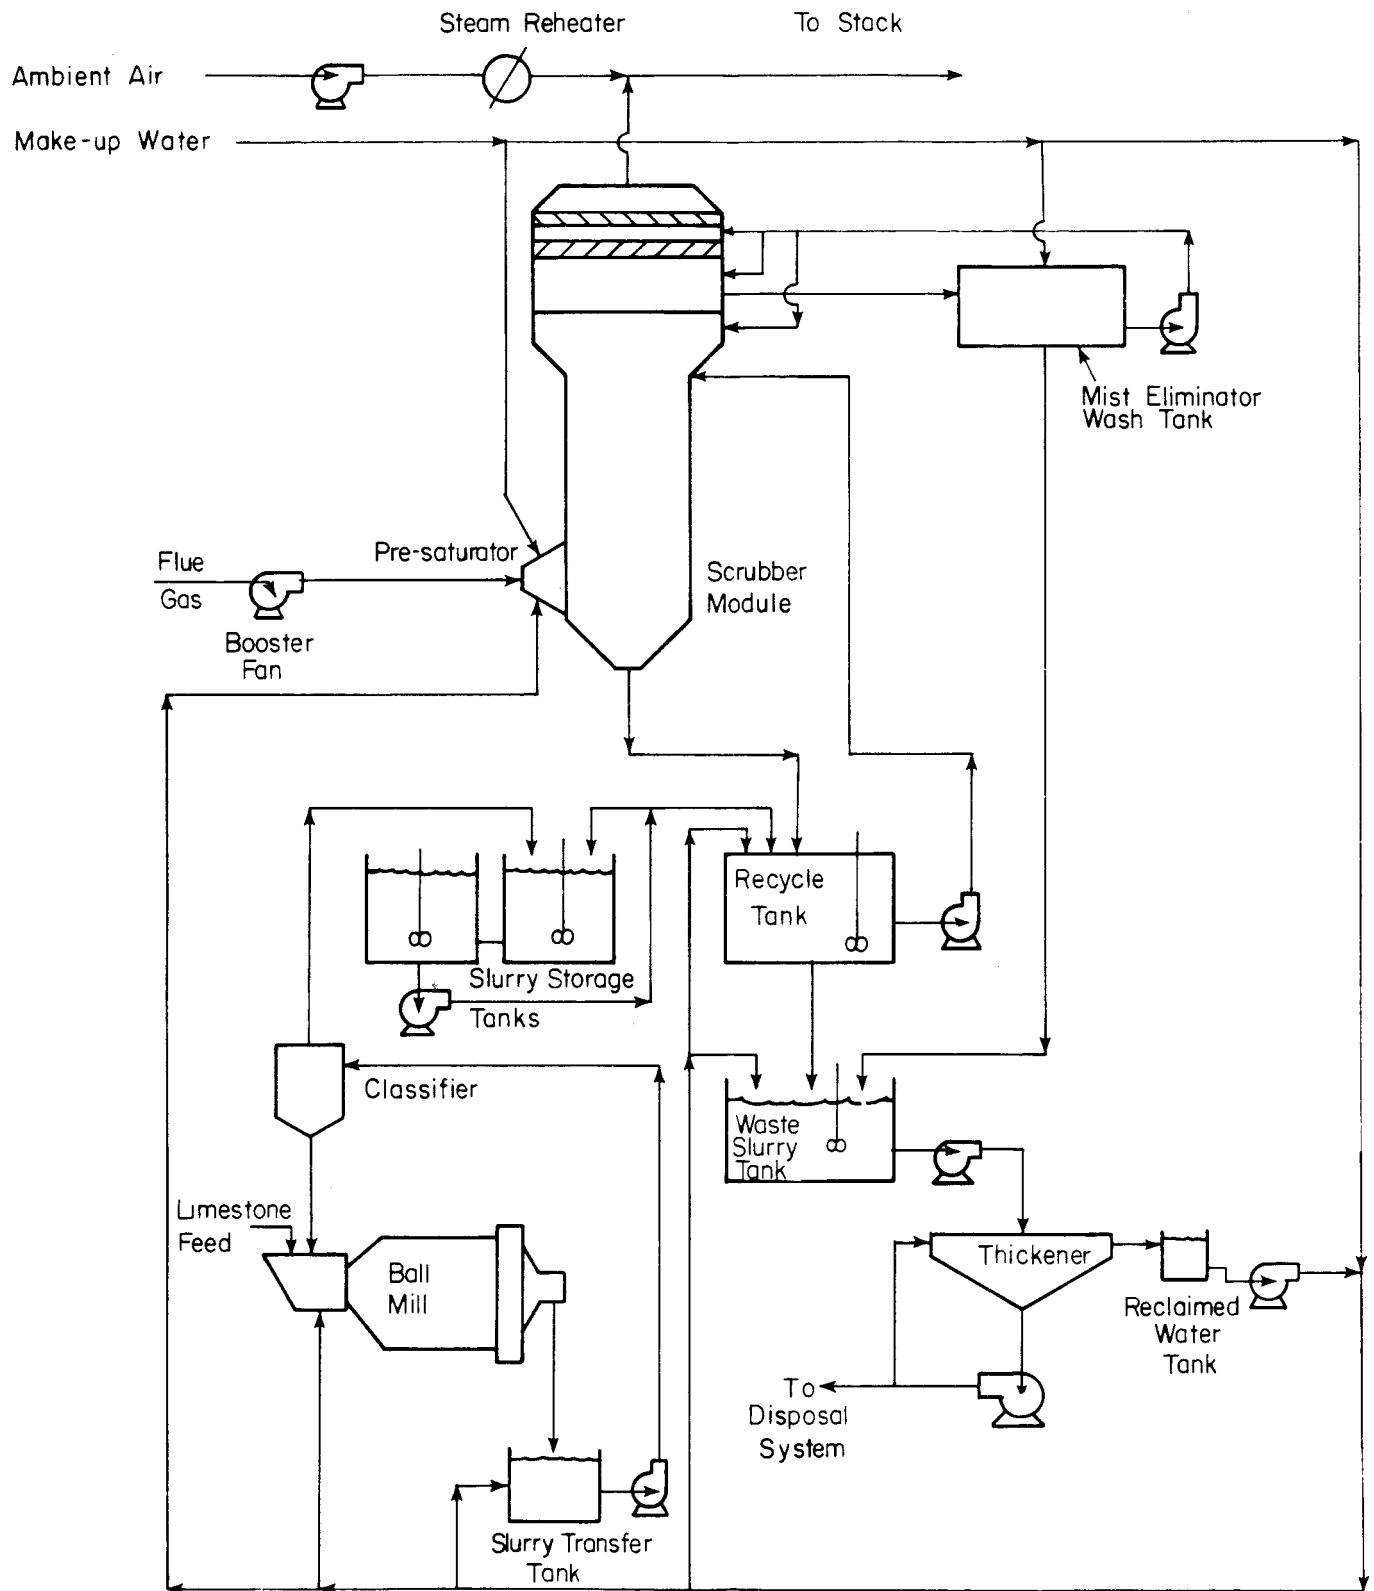 Steam Reheater
To Stack
Ambient Air
Make-up Water
Mist Eliminator
Wash Tank
Pre-saturator
Flue
Gas
Booster
Fan
Scrubber
Module
Recycle
Tank
Slurry Storage
Tanks
Classifier
Waste
Slurry
Tank
Limestone
Feed
Ball
Mill
Thickener
Reclaimed
Water
Tank
To
Disposal
System
Slurry Transfer
Tank